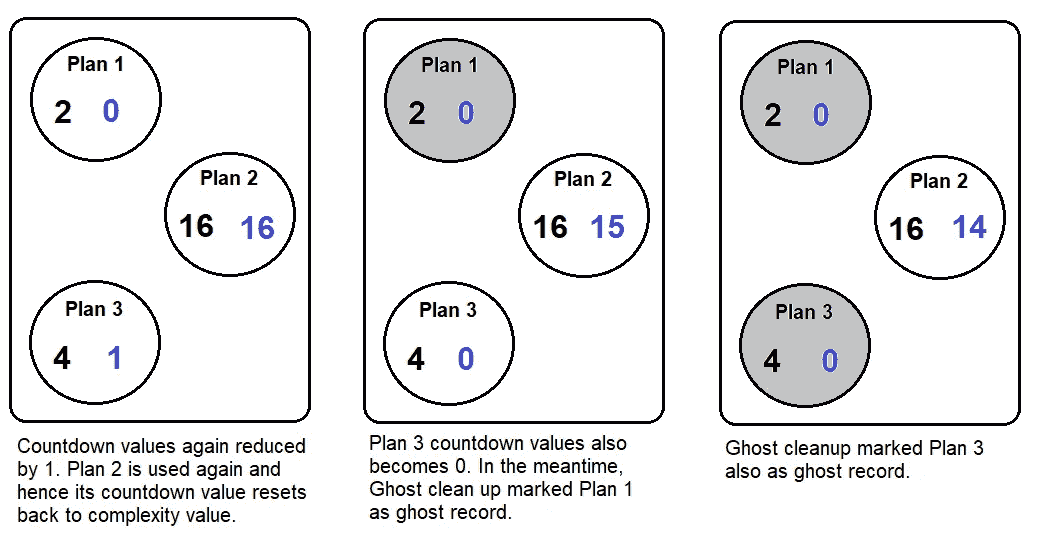 Plan 1
2 0
Plan 2
16 16
Plan 3
4 1
Countdown values again reduced
by 1. Plan 2 is used again and
hence its countdown value resets
back to complexity value.
Plan 1
2 0
Plan 2
16 15
Plan 3
4 0
Plan 3 countdown values also
becomes 0. In the meantime,
Ghost clean up marked Plan 1
as ghost record.
Plan 1
2 0
Plan 2
16 14
Plan 3
4 0
Ghost cleanup marked Plan 3
also as ghost record.